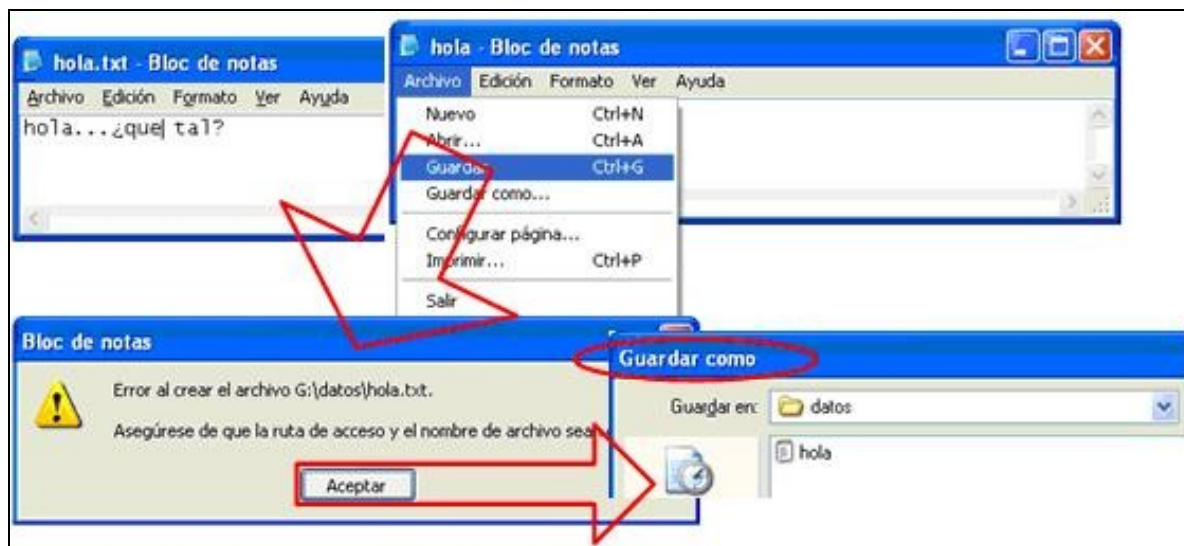 hola.txt - Bloc de notas
Archivo Edición Formato Ver Ayuda
hola...¿que tal?
hola - Bloc de notas
Archivo Edición Formato Ver Ayuda
Nuevo Ctrl+N
Abrir... Ctrl+A
Guardar Ctrl+G
Guardar como...
Configurar página...
Imprimir... Ctrl+P
Salir
Bloc de notas
Error al crear el archivo G:\datos\hola.txt.
Asegúrese de que la ruta de acceso y el nombre de archivo sea
Aceptar
Guardar como
Guardar en: datos
hola